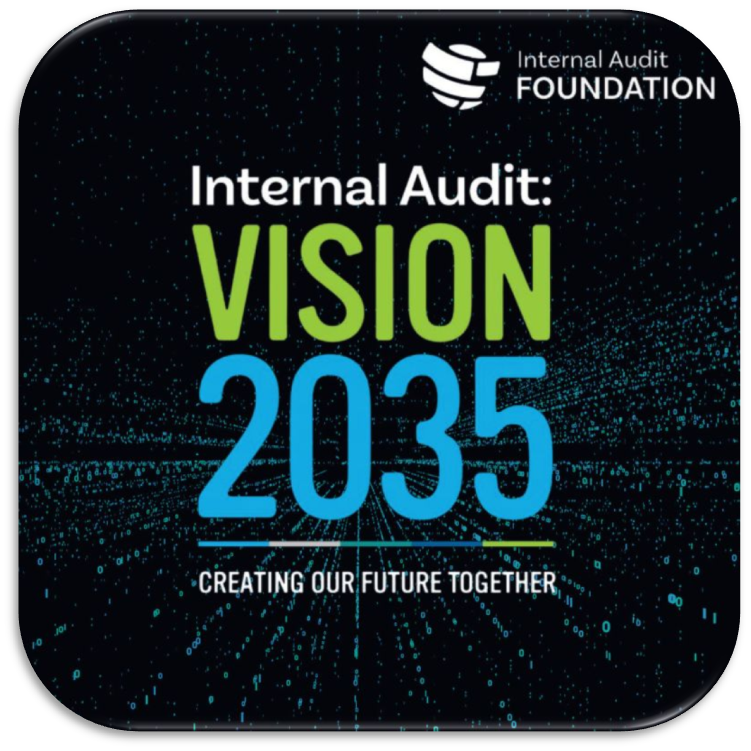 Internal Audit
FOUNDATION
Internal Audit:
VISION
2035
CREATING OUR FUTURE TOGETHER